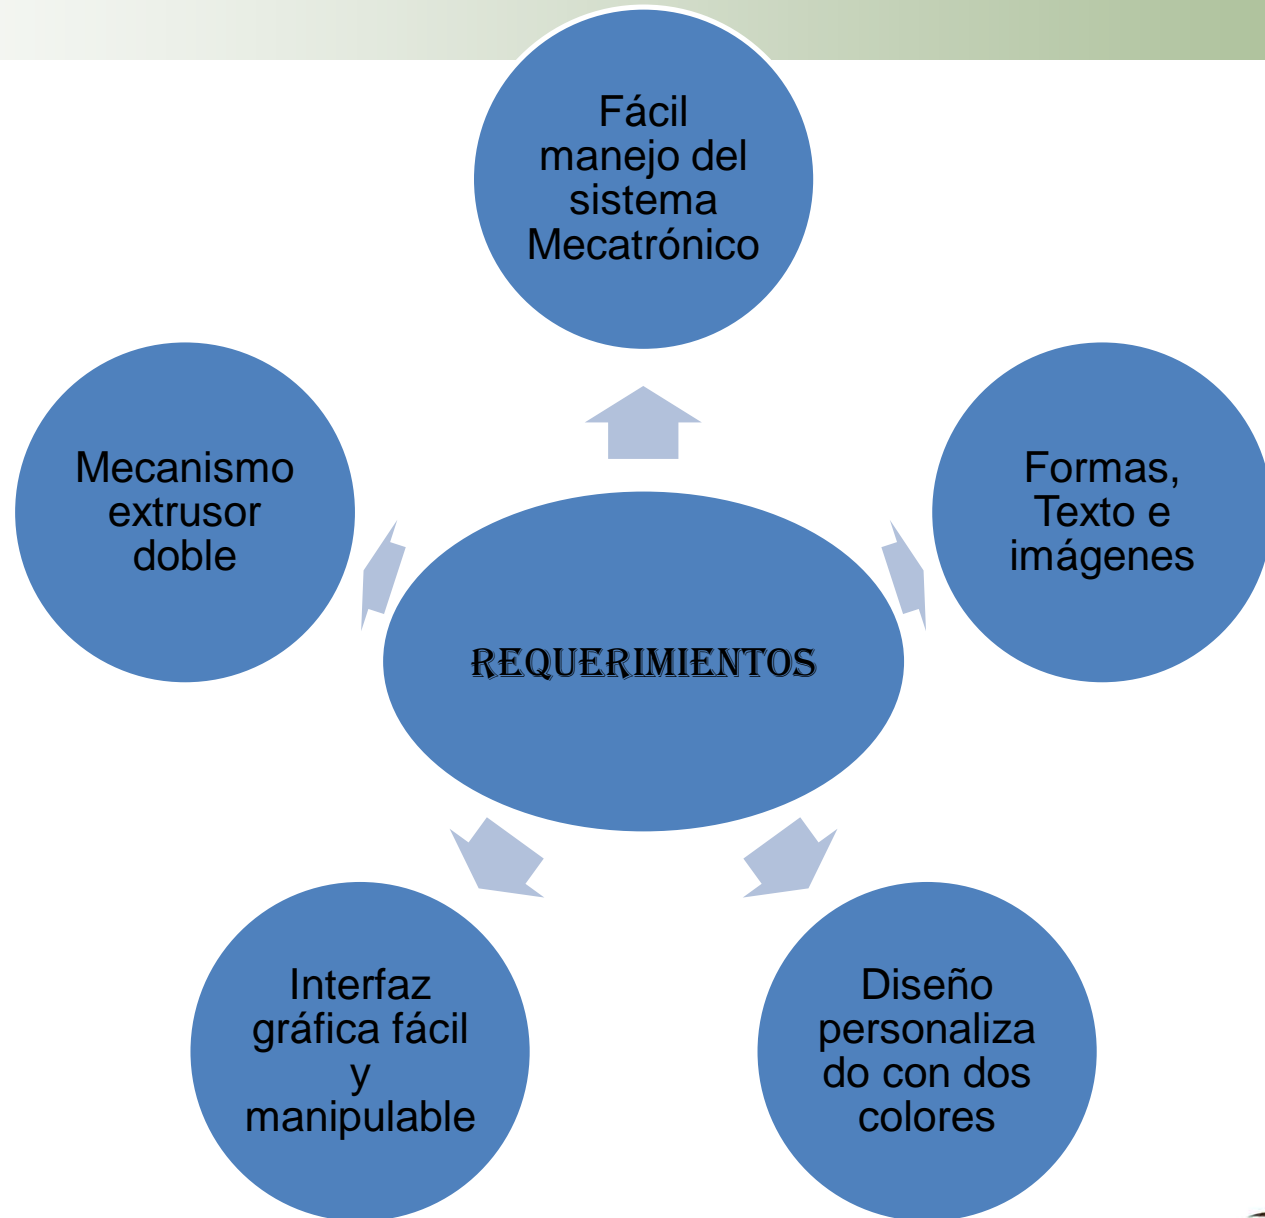 Fácil
manejo del
sistema
Mecatrónico
Mecanismo
extrusor
doble
Formas,
Texto e
imágenes
REQUERIMIENTOS
Interfaz
gráfica fácil
y
manipulable
Diseño
personaliza
do con dos
colores